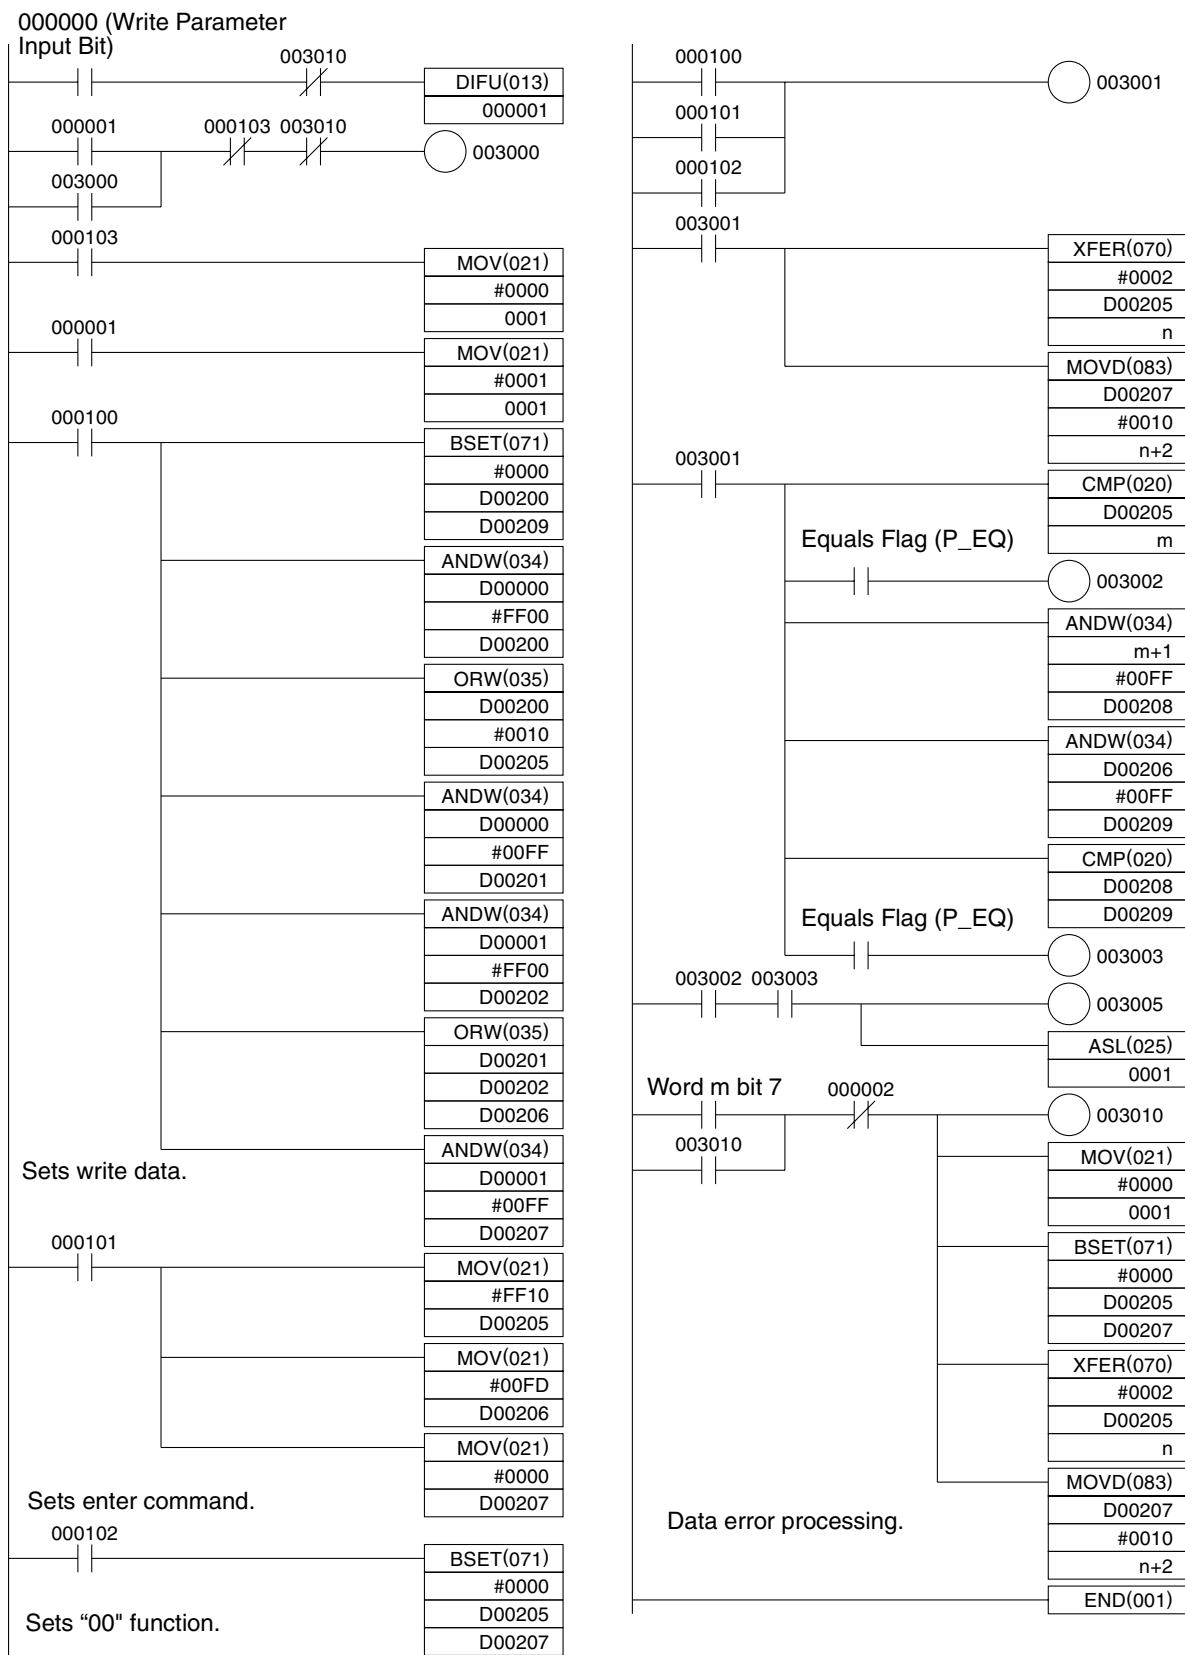 000000 (Write Parameter
Input Bit)
003010
DIFU(013)
000001
000001
000103 003010
003000
003000
000103
MOV(021)
#0000
0001
000001
MOV(021)
#0001
0001
000100
BSET(071)
#0000
D00200
D00209
ANDW(034)
D00000
#FF00
D00200
ORW(035)
D00200
#0010
D00205
ANDW(034)
D00000
#00FF
D00201
ANDW(034)
D00001
#FF00
D00202
ORW(035)
D00201
D00202
D00206
ANDW(034)
D00001
#00FF
D00207
Sets write data.
000101
MOV(021)
#FF10
D00205
MOV(021)
#00FD
D00206
MOV(021)
#0000
D00207
Sets enter command.
000102
BSET(071)
#0000
D00205
D00207
Sets “00" function.
000100
003001
000101
000102
003001
XFER(070)
#0002
D00205
n
MOVD(083)
D00207
#0010
n+2
003001
CMP(020)
D00205
m
Equals Flag (P_EQ)
003002
ANDW(034)
m+1
#00FF
D00208
ANDW(034)
D00206
#00FF
D00209
CMP(020)
D00208
D00209
Equals Flag (P_EQ)
003003
003002 003003
003005
ASL(025)
0001
Word m bit 7
000002
003010
003010
MOV(021)
#0000
0001
BSET(071)
#0000
D00205
D00207
XFER(070)
#0002
D00205
n
MOVD(083)
D00207
#0010
n+2
Data error processing.
END(001)